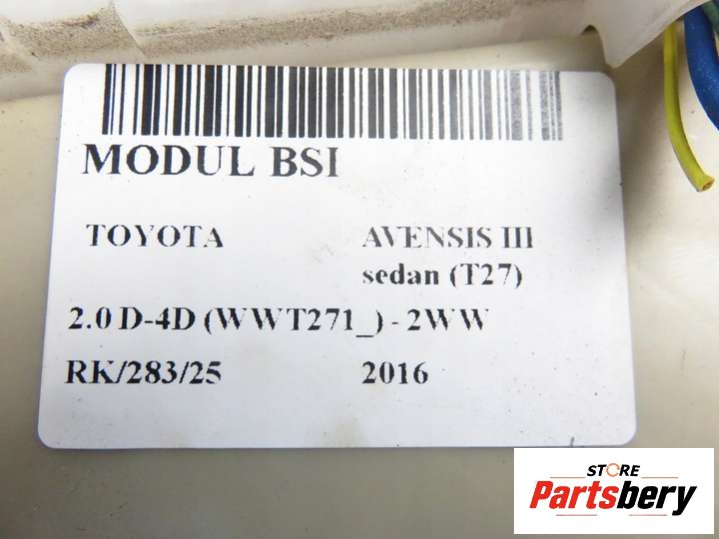 MODUL BSI
TOYOTA AVENSIS III
sedan (T27)
2.0 D-4D (WWT271_) - 2WW
RK/283/25 2016
STORE
Partsbery